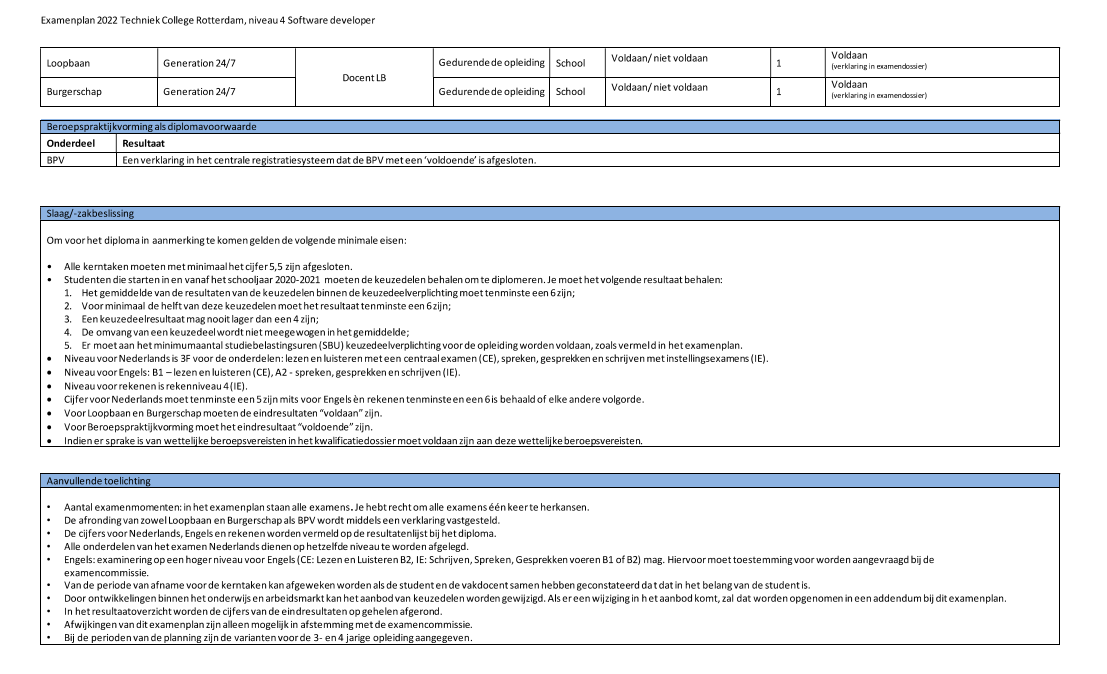 Examenplan 2022 Techniek College Rotterdam, niveau 4 Software developer
Loopbaan Generation 24/7 Docent LB Gedurende de opleiding School Voldaan/ niet voldaan 1 Voldaan
(verklaring in examendossier)
Burgerschap Generation 24/7 Gedurende de opleiding School Voldaan/ niet voldaan 1 Voldaan
(verklaring in examendossier)
Beroepspraktijkvorming als diplomavoorwaarde
Onderdeel Resultaat
BPV Een verklaring in het centrale registratiesysteem dat de BPV met een ‘voldoende’ is afgesloten.
Slaag/-zakbeslissing
Om voor het diploma in aanmerking te komen gelden de volgende minimale eisen:
• Alle kerntaken moeten met minimaal het cijfer 5,5 zijn afgesloten.
• Studenten die starten in en vanaf het schooljaar 2020-2021 moeten de keuzedelen behalen om te diplomeren. Je moet het volgende resultaat behalen:
1. Het gemiddelde van de resultaten van de keuzedelen binnen de keuzedeelverplichting moet tenminste een 6 zijn;
2. Voor minimaal de helft van deze keuzedelen moet het resultaat tenminste een 6 zijn;
3. Een keuzedeelresultaat mag nooit lager dan een 4 zijn;
4. De omvang van een keuzedeel wordt niet meegewogen in het gemiddelde;
5. Er moet aan het minimumaantal studiebelastingsuren (SBU) keuzedeelverplichting voor de opleiding worden voldaan, zoals vermeld in het examenplan.
• Niveau voor Nederlands is 3F voor de onderdelen: lezen en luisteren met een centraal examen (CE), spreken, gesprekken en schrijven met instellingsexamens (IE).
• Niveau voor Engels: B1 – lezen en luisteren (CE), A2 - spreken, gesprekken en schrijven (IE).
• Niveau voor rekenen is rekenniveau 4 (IE).
• Cijfer voor Nederlands moet tenminste een 5 zijn mits voor Engels èn rekenen tenminste en een 6 is behaald of elke andere volgorde.
• Voor Loopbaan en Burgerschap moeten de eindresultaten “voldaan” zijn.
• Voor Beroepspraktijkvorming moet het eindresultaat “voldoende” zijn.
• Indien er sprake is van wettelijke beroepsvereisten in het kwalificatiedossier moet voldaan zijn aan deze wettelijke beroepsvereisten.
Aanvullende toelichting
• Aantal examenmomenten: in het examenplan staan alle examens. Je hebt recht om alle examens één keer te herkansen.
• De afronding van zowel Loopbaan en Burgerschap als BPV wordt middels een verklaring vastgesteld.
• De cijfers voor Nederlands, Engels en rekenen worden vermeld op de resultatenlijst bij het diploma.
• Alle onderdelen van het examen Nederlands dienen op hetzelfde niveau te worden afgelegd.
• Engels: examinering op een hoger niveau voor Engels (CE: Lezen en Luisteren B2, IE: Schrijven, Spreken, Gesprekken voeren B1 of B2) mag. Hiervoor moet toestemming voor worden aangevraagd bij de
examencommissie.
• Van de periode van afname voor de kerntaken kan afgeweken worden als de student en de vakdocent samen hebben geconstateerd dat dat in het belang van de student is.
• Door ontwikkelingen binnen het onderwijs en arbeidsmarkt kan het aanbod van keuzedelen worden gewijzigd. Als er een wijziging in het aanbod komt, zal dat worden opgenomen in een addendum bij dit examenplan.
• In het resultaatoverzicht worden de cijfers van de eindresultaten op gehelen afgerond.
• Afwijkingen van dit examenplan zijn alleen mogelijk in afstemming met de examencommissie.
• Bij de perioden van de planning zijn de varianten voor de 3- en 4 jarige opleiding aangegeven.